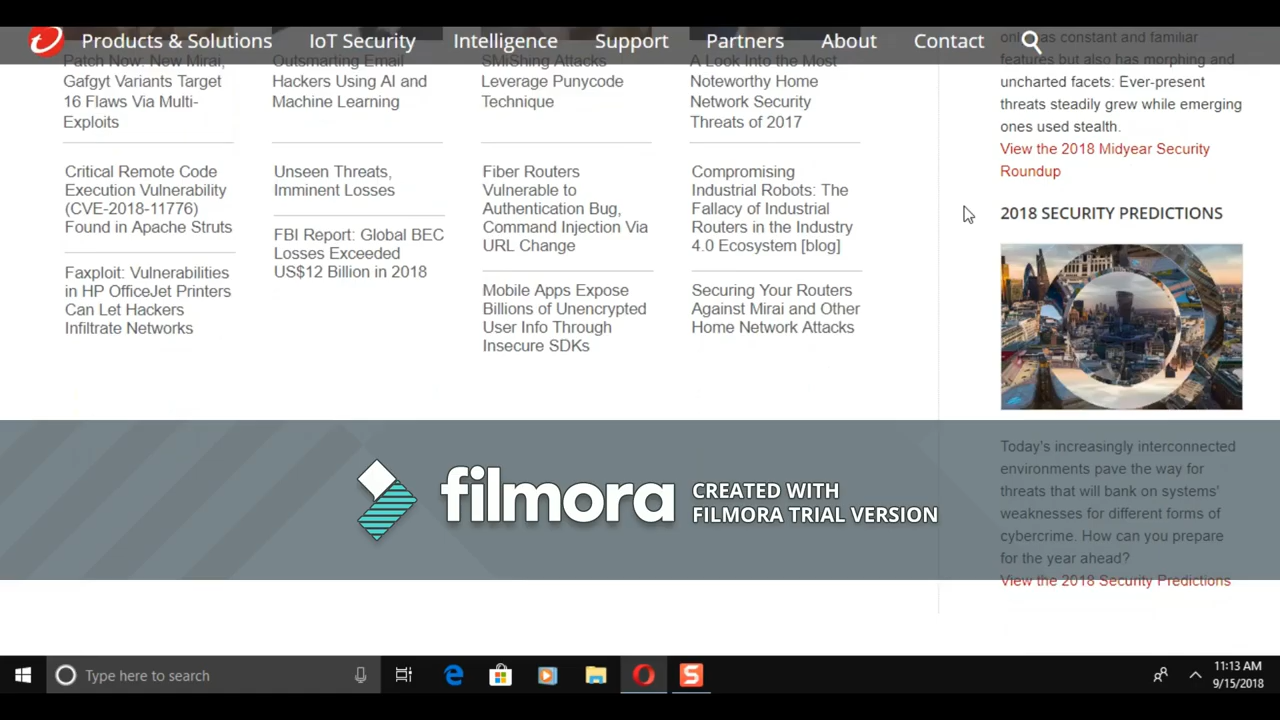 Products & Solutions
IoT Security
Intelligence
Support
Partners
About
Contact
Patch Now: New Mirai,
Gafgyt Variants Target
16 Flaws Via Multi-
Exploits
Critical Remote Code
Execution Vulnerability
(CVE-2018-11776)
Found in Apache Struts
Faxploit: Vulnerabilities
in HP OfficeJet Printers
Can Let Hackers
Infiltrate Networks
Outsmarting Email
Hackers Using AI and
Machine Learning
Unseen Threats,
Imminent Losses
FBI Report: Global BEC
Losses Exceeded
US$12 Billion in 2018
SMiShing Attacks
Leverage Punycode
Technique
Fiber Routers
Vulnerable to
Authentication Bug,
Command Injection Via
URL Change
Mobile Apps Expose
Billions of Unencrypted
User Info Through
Insecure SDKs
A Look Into the Most
Noteworthy Home
Network Security
Threats of 2017
Compromising
Industrial Robots: The
Fallacy of Industrial
Routers in the Industry
4.0 Ecosystem [blog]
Securing Your Routers
Against Mirai and Other
Home Network Attacks
only as constant and familiar
features but also has morphing and
uncharted facets: Ever-present
threats steadily grew while emerging
ones used stealth.
View the 2018 Midyear Security
Roundup
2018 SECURITY PREDICTIONS
Today's increasingly interconnected
environments pave the way for
threats that will bank on systems'
weaknesses for different forms of
cybercrime. How can you prepare
for the year ahead?
View the 2018 Security Predictions
filmora
CREATED WITH
FILMORA TRIAL VERSION
Type here to search
11:13 AM
9/15/2018